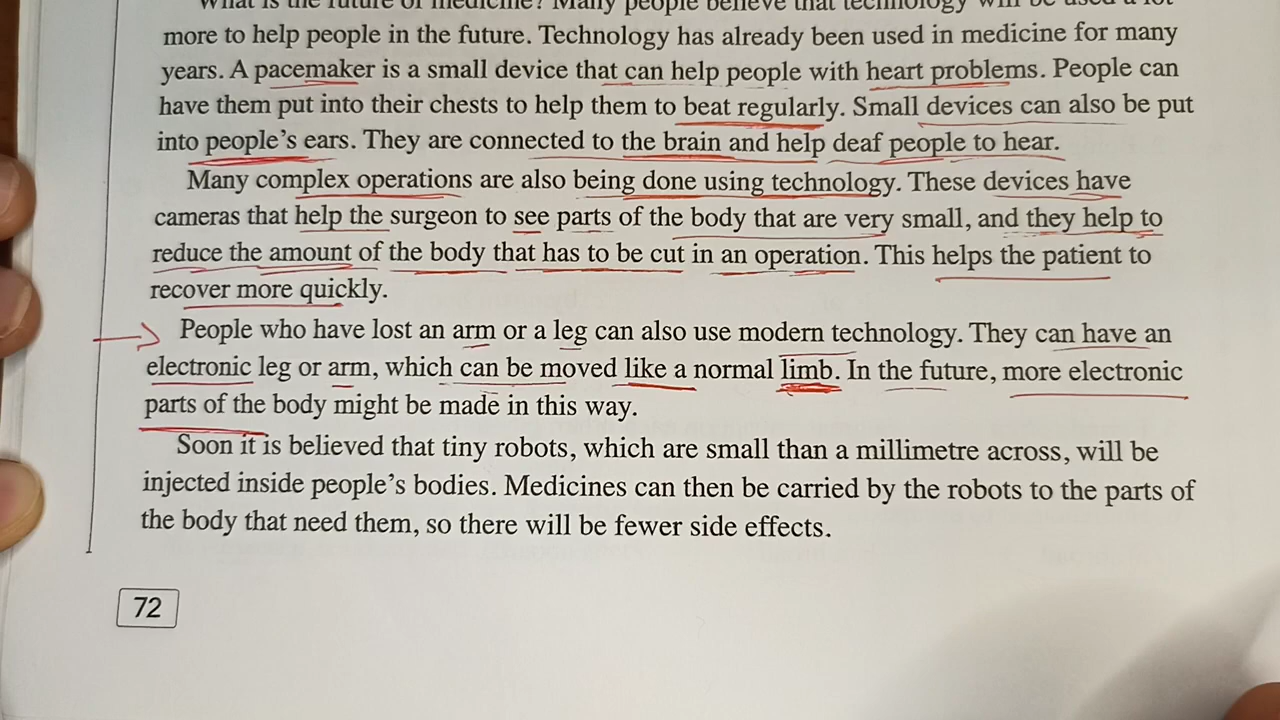 What is the future of medicine? Many people believe that technology will be used a lot
more to help people in the future. Technology has already been used in medicine for many
years. A pacemaker is a small device that can help people with heart problems. People can
have them put into their chests to help them to beat regularly. Small devices can also be put
into people's ears. They are connected to the brain and help deaf people to hear.
Many complex operations are also being done using technology. These devices have
cameras that help the surgeon to see parts of the body that are very small, and they help to
reduce the amount of the body that has to be cut in an operation. This helps the patient to
recover more quickly.
People who have lost an arm or a leg can also use modern technology. They can have an
electronic leg or arm, which can be moved like a normal limb. In the future, more electronic
parts of the body might be made in this way.
Soon it is believed that tiny robots, which are small than a millimetre across, will be
injected inside people's bodies. Medicines can then be carried by the robots to the parts of
the body that need them, so there will be fewer side effects.
72